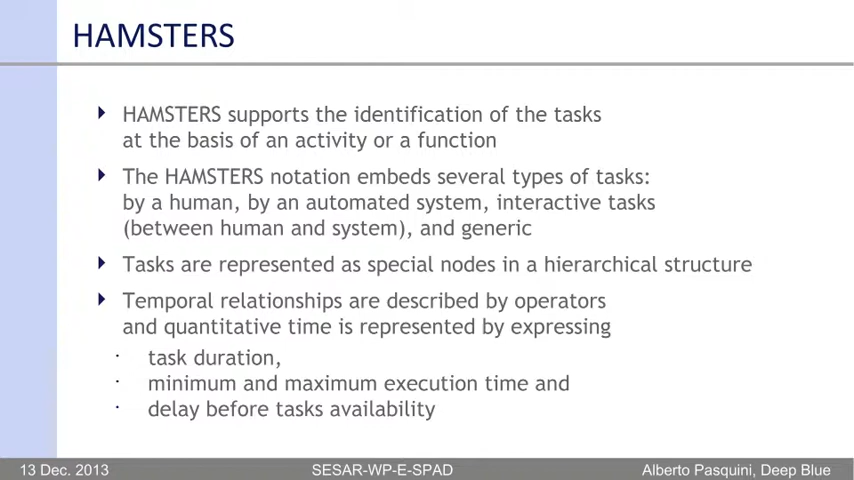 HAMSTERS
HAMSTERS supports the identification of the tasks
at the basis of an activity or a function
The HAMSTERS notation embeds several types of tasks:
by a human, by an automated system, interactive tasks
(between human and system), and generic
Tasks are represented as special nodes in a hierarchical structure
Temporal relationships are described by operators
and quantitative time is represented by expressing
task duration,
minimum and maximum execution time and
delay before tasks availability
13 Dec. 2013 SESAR-WP-E-SPAD Alberto Pasquini, Deep Blue